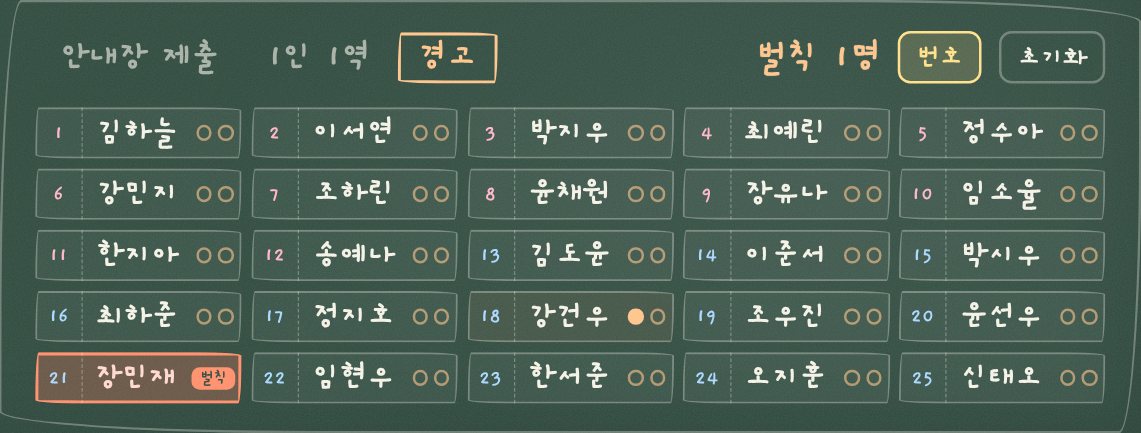 안내장 제출 1인 1역 경고 벌칙 1명 번호 초기화
1 김하늘 2 이서연 3 박지우 4 최예린 5 정수아
6 강민지 7 조하린 8 윤채원 9 장유나 10 임소율
11 한지아 12 송예나 13 김도윤 14 이준서 15 박시우
16 최하준 17 정지호 18 강건우 19 조우진 20 윤선우
21 장민재 벌칙 22 임현우 23 한서준 24 오지훈 25 신태오